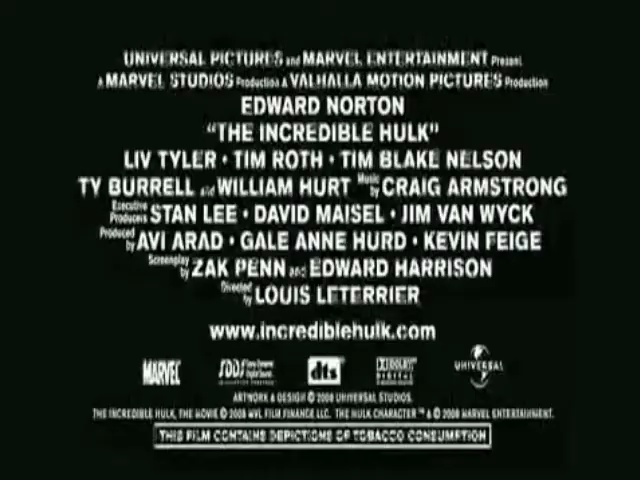 UNIVERSAL PICTURES and MARVEL ENTERTAINMENT Present
A MARVEL STUDIOS Production A VALHALLA MOTION PICTURES Production
EDWARD NORTON
"THE INCREDIBLE HULK"
LIV TYLER • TIM ROTH • TIM BLAKE NELSON
TY BURRELL and WILLIAM HURT Music by CRAIG ARMSTRONG
Executive Producers STAN LEE • DAVID MAISEL • JIM VAN WYCK
Produced by AVI ARAD • GALE ANNE HURD • KEVIN FEIGE
Screenplay by ZAK PENN and EDWARD HARRISON
Directed by LOUIS LETERRIER
www.incrediblehulk.com
MARVEL SDDS dts DOLBY DIGITAL UNIVERSAL
ARTWORK & DESIGN © 2008 UNIVERSAL STUDIOS.
THE INCREDIBLE HULK, THE MOVIE © 2008 MVL FILM FINANCE LLC. THE HULK CHARACTER ™ & © 2008 MARVEL ENTERTAINMENT.
THIS FILM CONTAINS DEPICTIONS OF TOBACCO CONSUMPTION